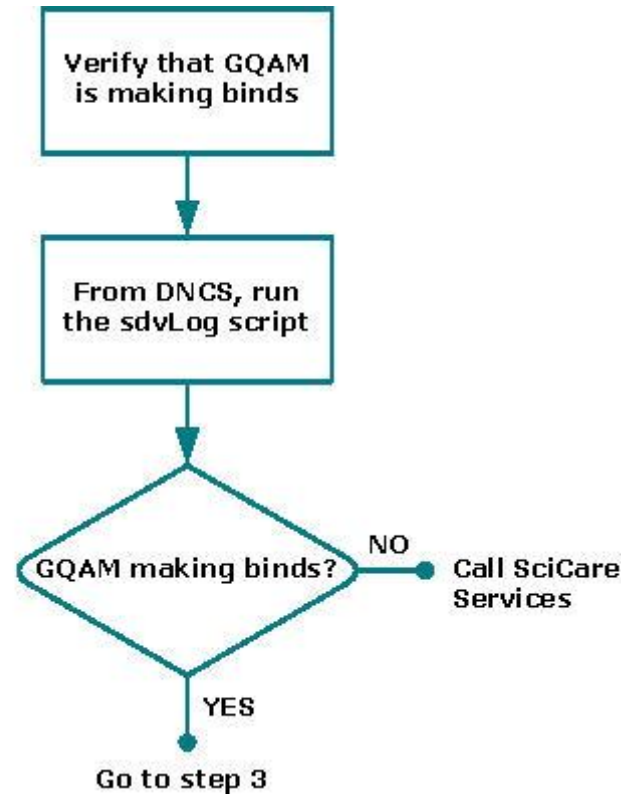 Verify that GQAM
is making binds
From DNCS, run
the sdvLog script
GQAM making binds?
NO
Call SciCare
Services
YES
Go to step 3